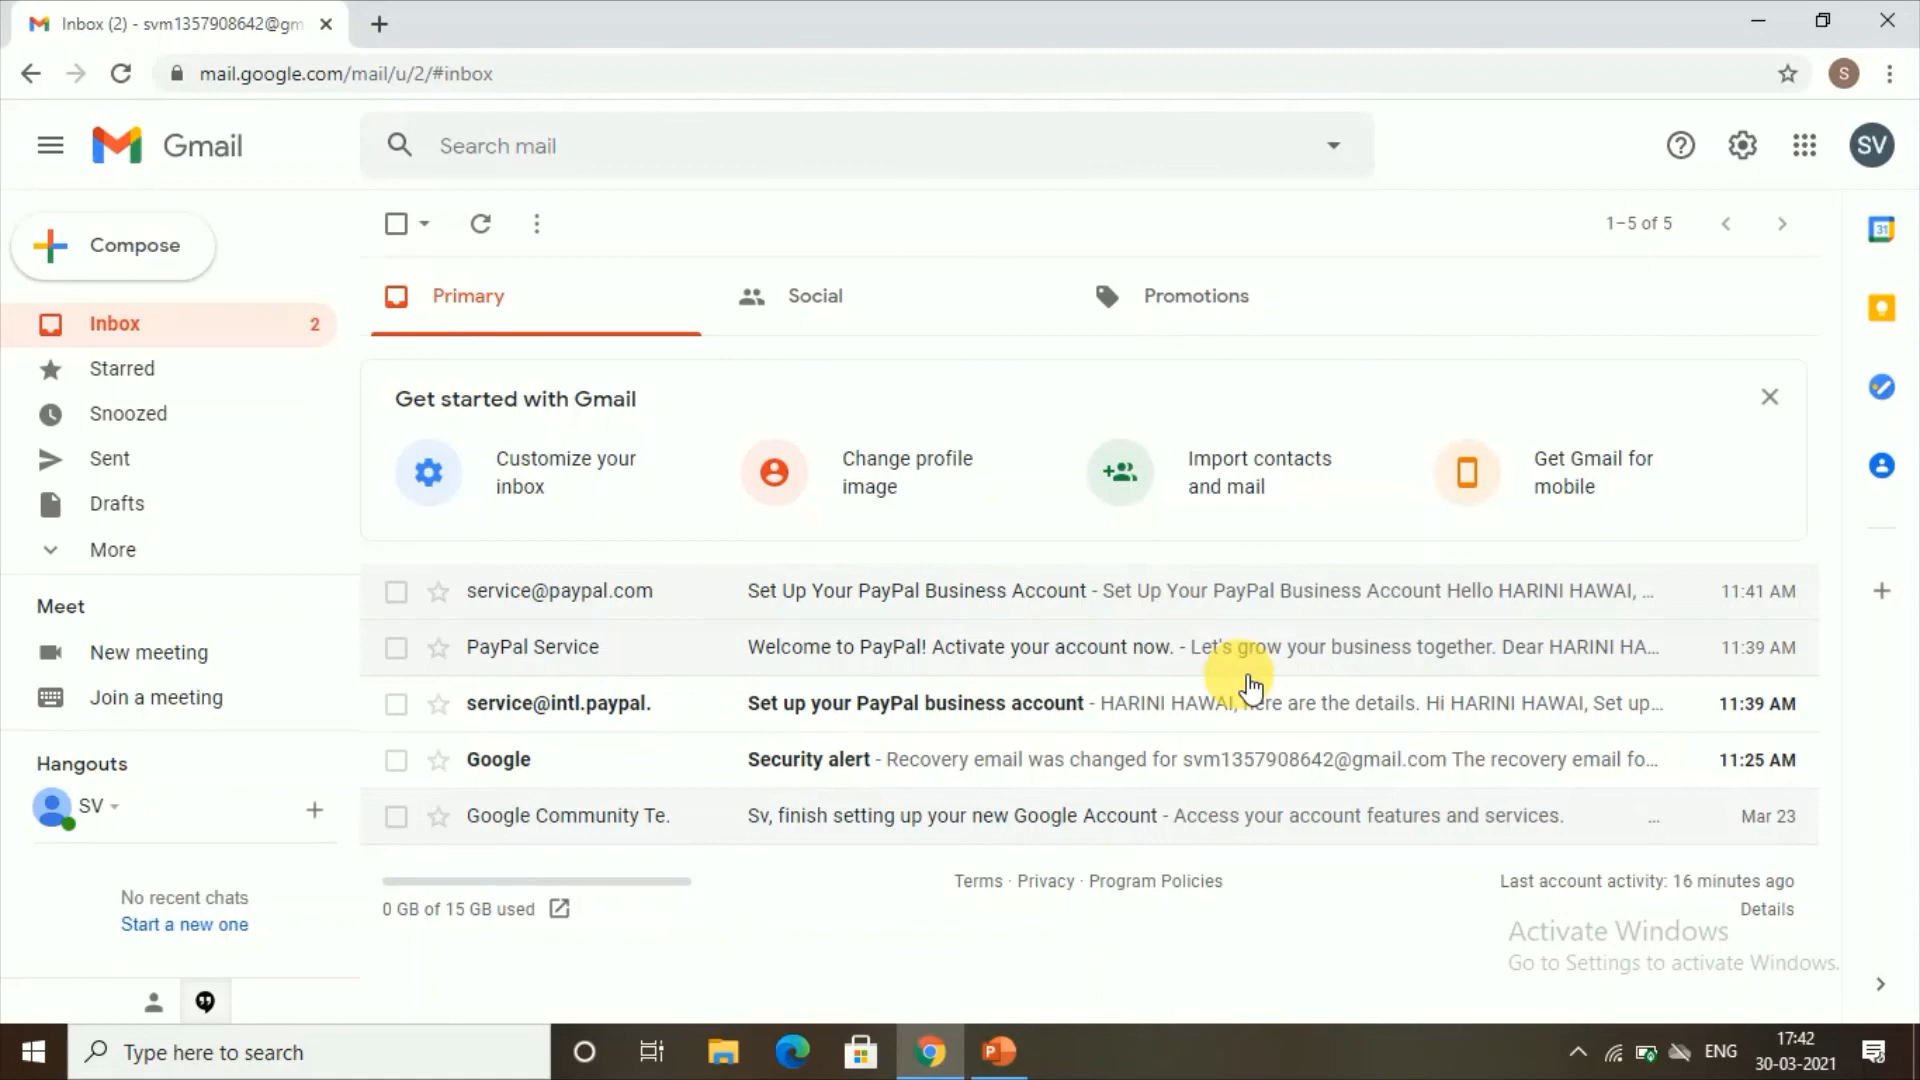 Inbox (2) - svm1357908642@gm
mail.google.com/mail/u/2/#inbox
S
Gmail
Search mail
SV
Compose
1–5 of 5
31
Primary
Social
Promotions
Inbox 2
Starred
Snoozed
Sent
Drafts
More
Get started with Gmail
Customize your
inbox
Change profile
image
Import contacts
and mail
Get Gmail for
mobile
service@paypal.com Set Up Your PayPal Business Account - Set Up Your PayPal Business Account Hello HARINI HAWAI, ... 11:41 AM
PayPal Service Welcome to PayPal! Activate your account now. - Let's grow your business together. Dear HARINI HA... 11:39 AM
service@intl.paypal. Set up your PayPal business account - HARINI HAWAI, here are the details. Hi HARINI HAWAI, Set up... 11:39 AM
Google Security alert - Recovery email was changed for svm1357908642@gmail.com The recovery email fo... 11:25 AM
Google Community Te. Sv, finish setting up your new Google Account - Access your account features and services. ... Mar 23
Meet
New meeting
Join a meeting
Hangouts
SV
No recent chats
Start a new one
0 GB of 15 GB used
Terms · Privacy · Program Policies
Last account activity: 16 minutes ago
Details
Activate Windows
Go to Settings to activate Windows.
Type here to search
P
ENG
17:42
30-03-2021